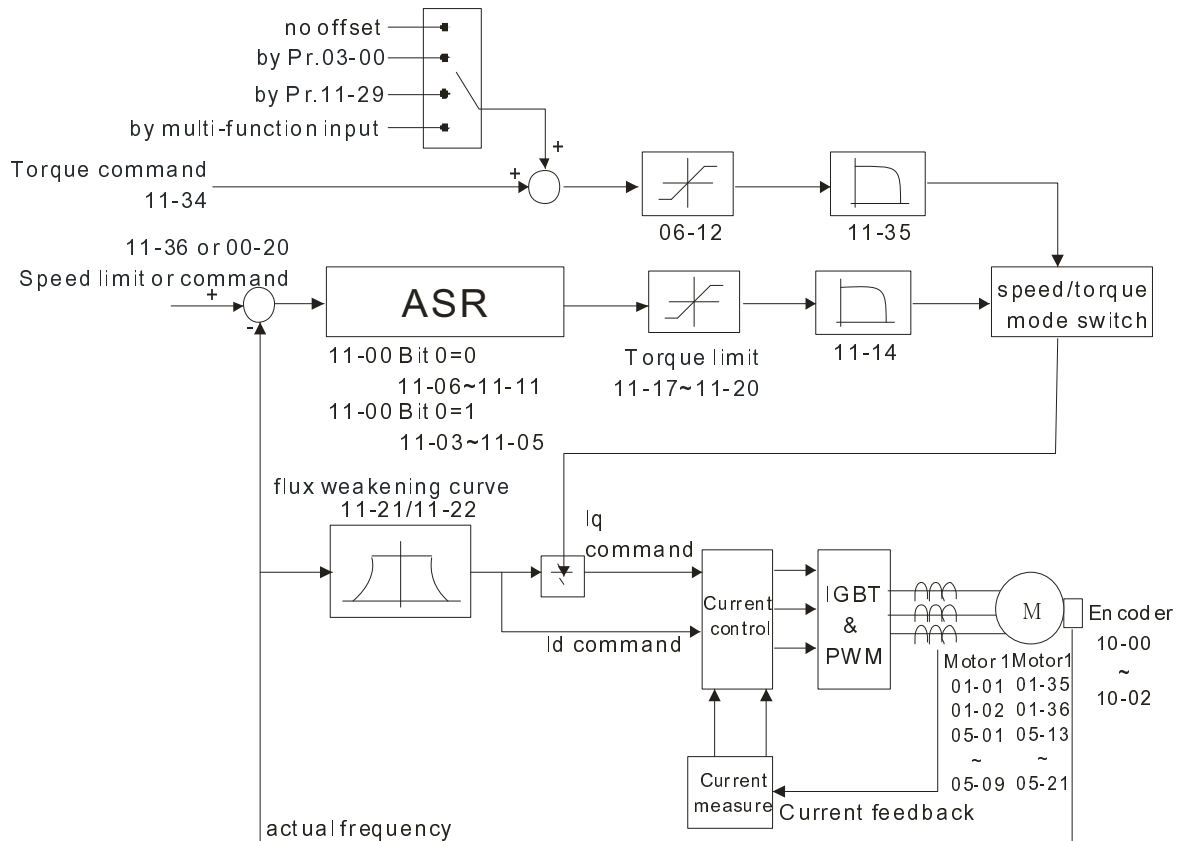 no offset
by Pr.03-00
by Pr.11-29
by multi-function input
+
+
Torque command
11-34
06-12
11-35
11-36 or 00-20
Speed limit or command
+
-
ASR
speed/torque
mode switch
11-00 Bit 0=0
11-06~11-11
11-00 Bit 0=1
11-03~11-05
Torque limit
11-17~11-20
11-14
flux weakening curve
11-21/11-22
Iq
command
Id command
Current
control
IGBT
&
PWM
M
Encoder
10-00
~
10-02
Motor 1 Motor1
01-01 01-35
01-02 01-36
05-01 05-13
~ ~
05-09 05-21
Current
measure
Current feedback
actual frequency